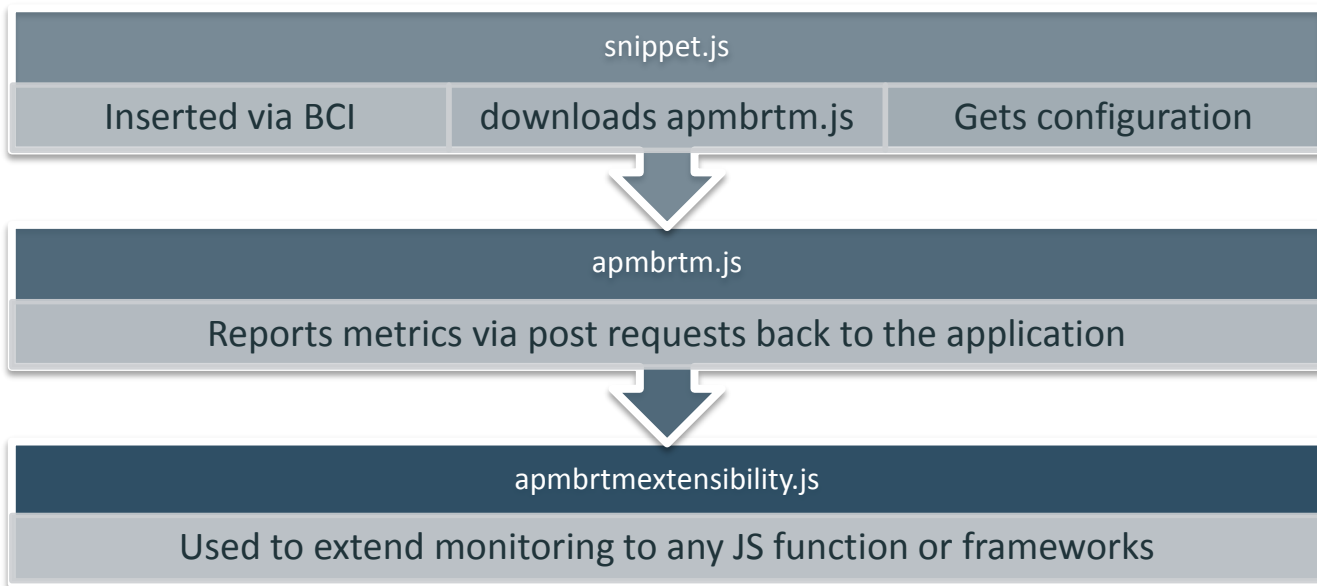 snippet.js
Inserted via BCI
downloads apmbrtm.js
Gets configuration
apmbrtm.js
Reports metrics via post requests back to the application
apmbrtmextensibility.js
Used to extend monitoring to any JS function or frameworks